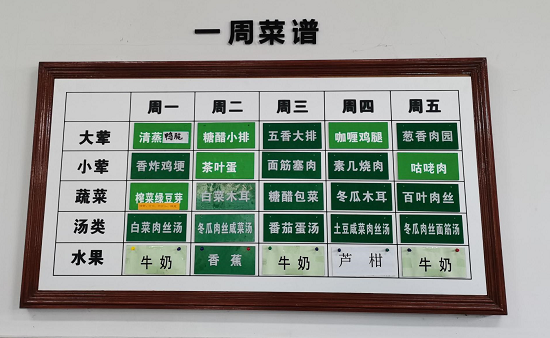 一周菜谱
周一 周二 周三 周四 周五
大荤 清蒸鸭腿 糖醋小排 五香大排 咖喱鸡腿 葱香肉园
小荤 香炸鸡埂 茶叶蛋 面筋塞肉 素几烧肉 咕咾肉
蔬菜 榨菜绿豆芽 白菜木耳 糖醋包菜 冬瓜木耳 百叶肉丝
汤类 白菜肉丝汤 冬瓜肉丝咸菜汤 番茄蛋汤 土豆咸菜肉丝汤 冬瓜肉丝面筋汤
水果 牛奶 香蕉 牛奶 芦柑 牛奶